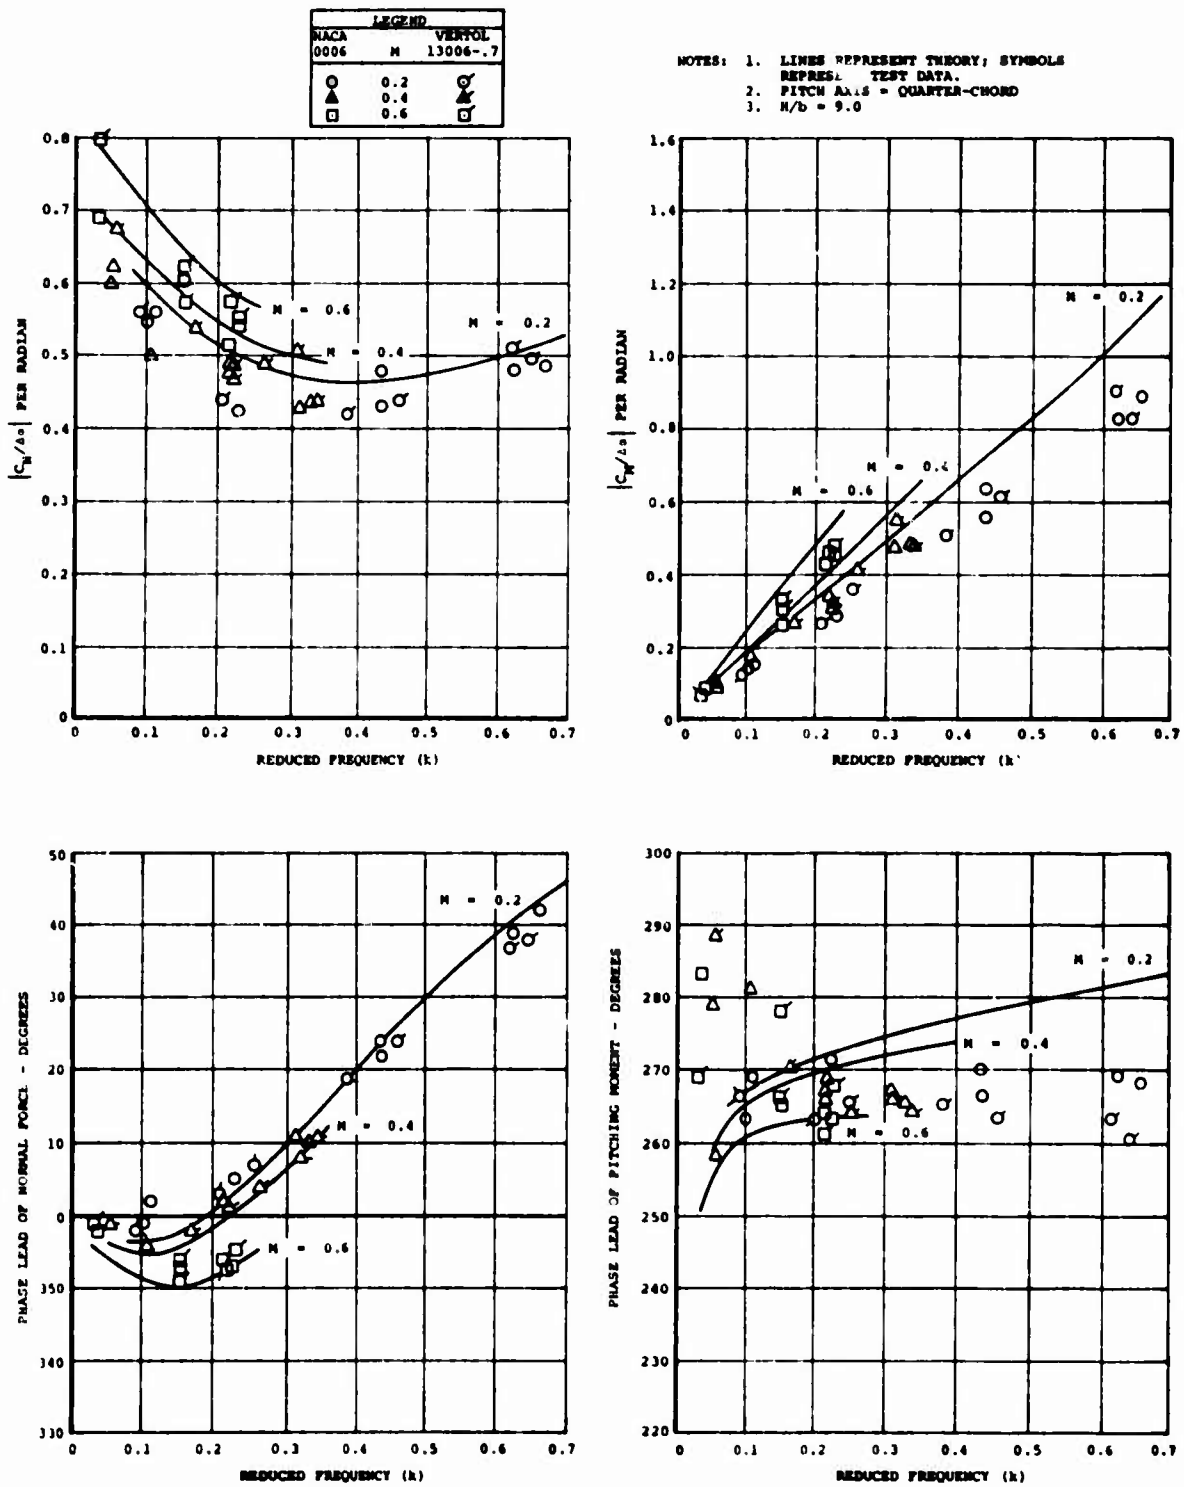 LEGEND
NACA VERTOL
0006 M 13006-.7
0.2
0.4
0.6
NOTES: 1. LINES REPRESENT THEORY; SYMBOLS
TEST DATA.
2. PITCH AXIS = QUARTER-CHORD
3. H/b = 9.0
0.8
0.7
0.6
0.5
0.4
0.3
0.2
0.1
0
|C_N/Δα| PER RADIAN
M = 0.6
M = 0.4
M = 0.2
0 0.1 0.2 0.3 0.4 0.5 0.6 0.7
REDUCED FREQUENCY (k)
1.6
1.4
1.2
1.0
0.8
0.6
0.4
0.2
0
|C_M/Δα| PER RADIAN
M = 0.2
M = 0.4
M = 0.6
0 0.1 0.2 0.3 0.4 0.5 0.6 0.7
REDUCED FREQUENCY (k)
50
40
30
20
10
0
350
340
330
PHASE LEAD OF NORMAL FORCE - DEGREES
M = 0.2
M = 0.4
M = 0.6
0 0.1 0.2 0.3 0.4 0.5 0.6 0.7
REDUCED FREQUENCY (k)
300
290
280
270
260
250
240
230
220
PHASE LEAD OF PITCHING MOMENT - DEGREES
M = 0.2
M = 0.4
M = 0.6
0 0.1 0.2 0.3 0.4 0.5 0.6 0.7
REDUCED FREQUENCY (k)